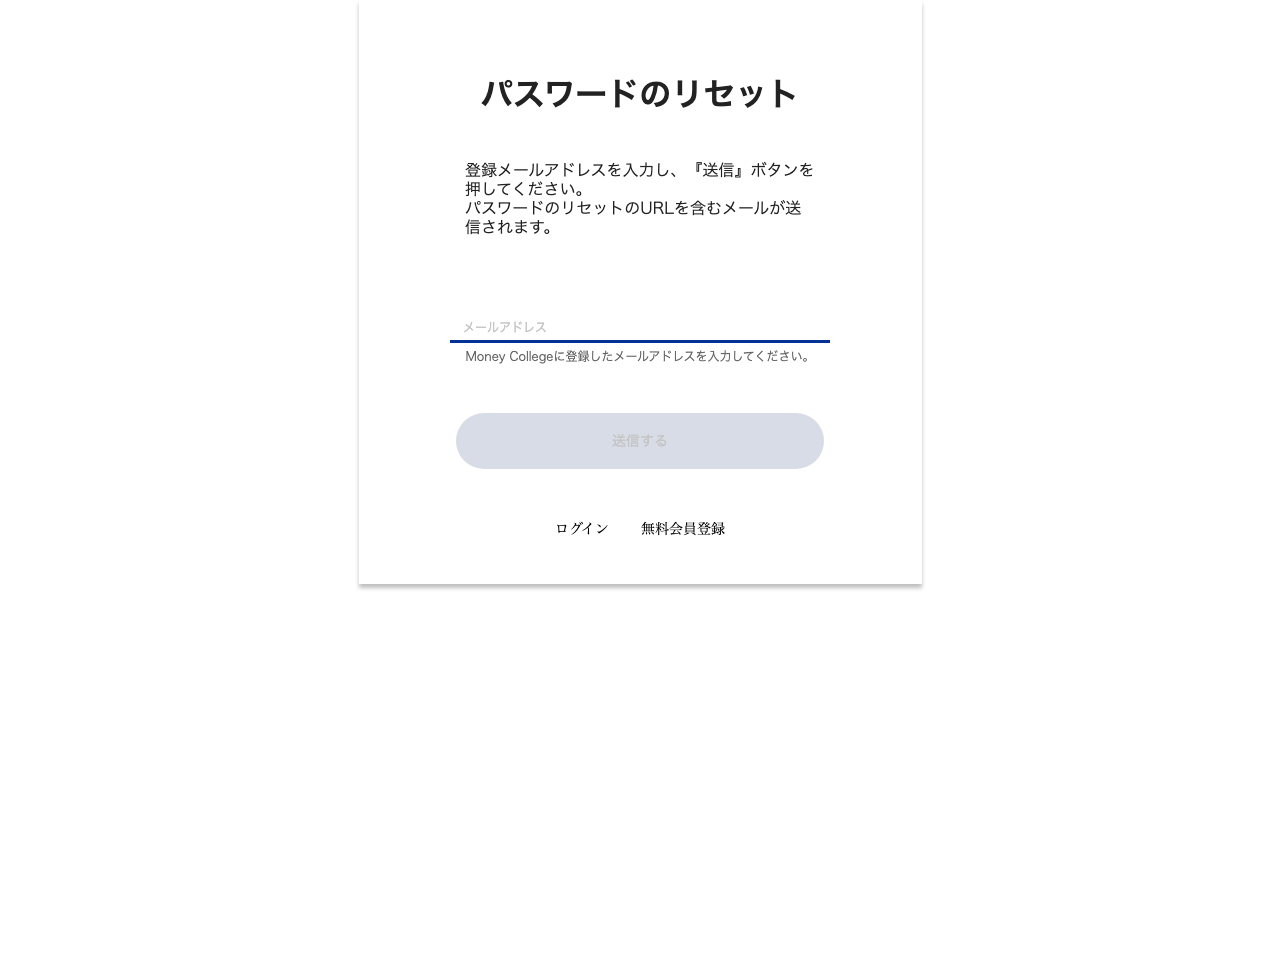 パスワードのリセット
登録メールアドレスを入力し、『送信』ボタンを
押してください。
パスワードのリセットのURLを含むメールが送
信されます。
メールアドレス
Money Collegeに登録したメールアドレスを入力してください。
送信する
ログイン 無料会員登録